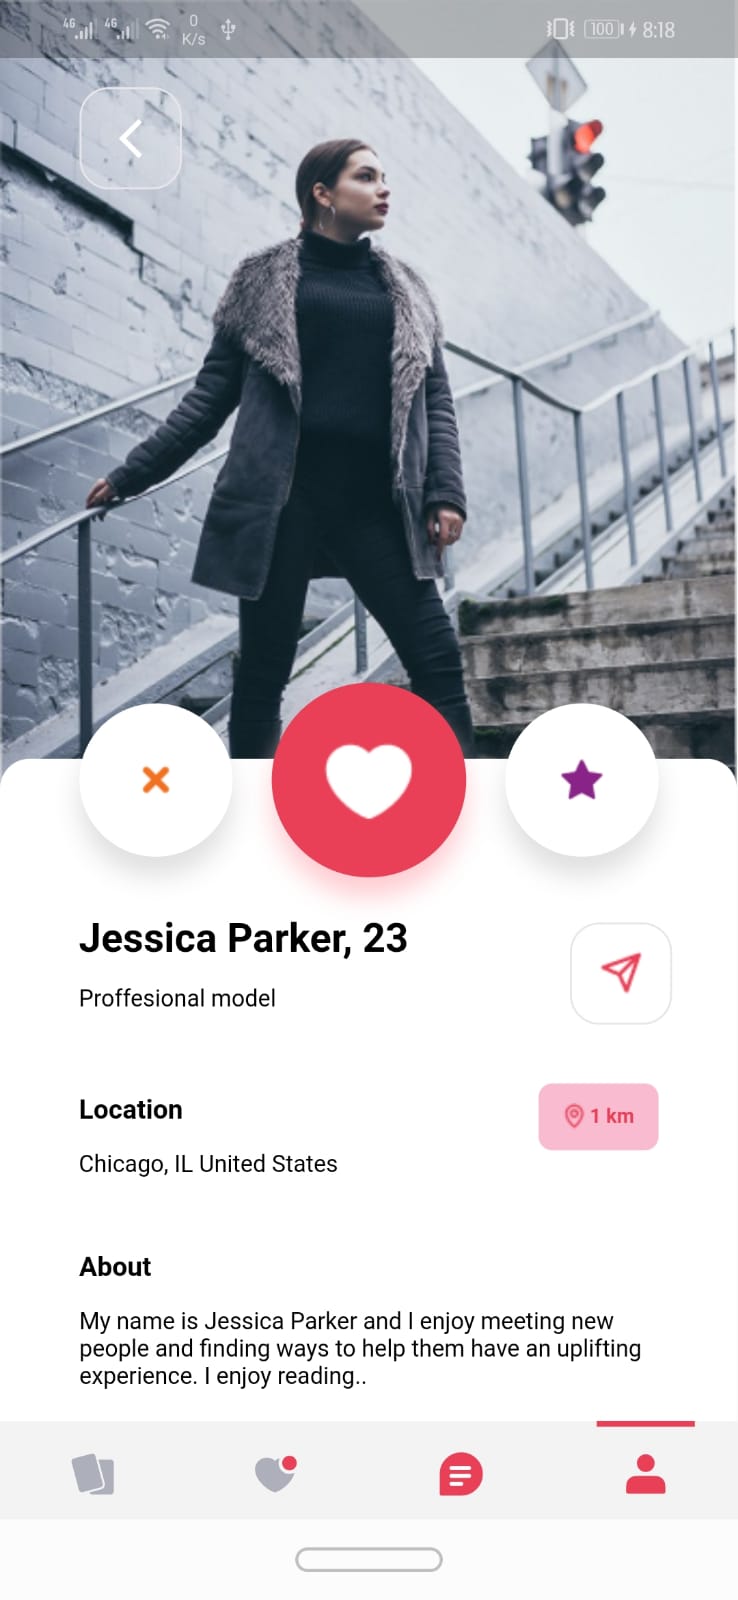 4G 4G 0 K/s 100 8:18
Jessica Parker, 23
Proffesional model
Location
1 km
Chicago, IL United States
About
My name is Jessica Parker and I enjoy meeting new
people and finding ways to help them have an uplifting
experience. I enjoy reading..